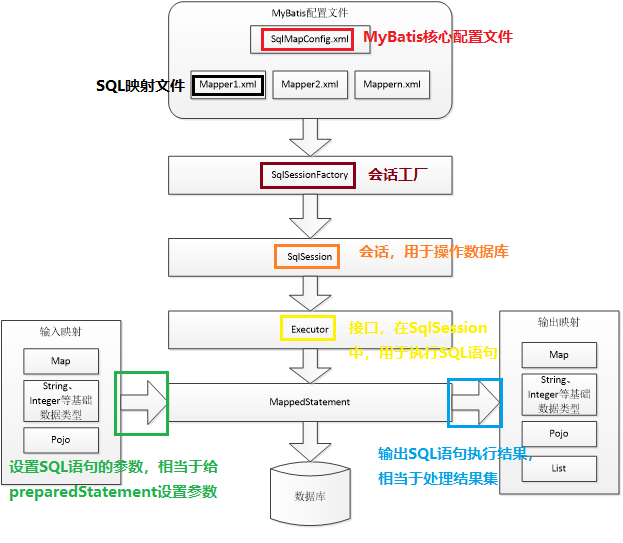 MyBatis配置文件
SqlMapConfig.xml
MyBatis核心配置文件
SQL映射文件
Mapper1.xml
Mapper2.xml
Mappern.xml
SqlSessionFactory
会话工厂
SqlSession
会话，用于操作数据库
Executor
接口，在SqlSession
中，用于执行SQL语句
输入映射
Map
String、
Integer等基础
数据类型
Pojo
设置SQL语句的参数，相当于给
preparedStatement设置参数
MappedStatement
输出映射
Map
String、
Integer等基础
数据类型
Pojo
List
输出SQL语句执行结果，
相当于处理结果集
数据库